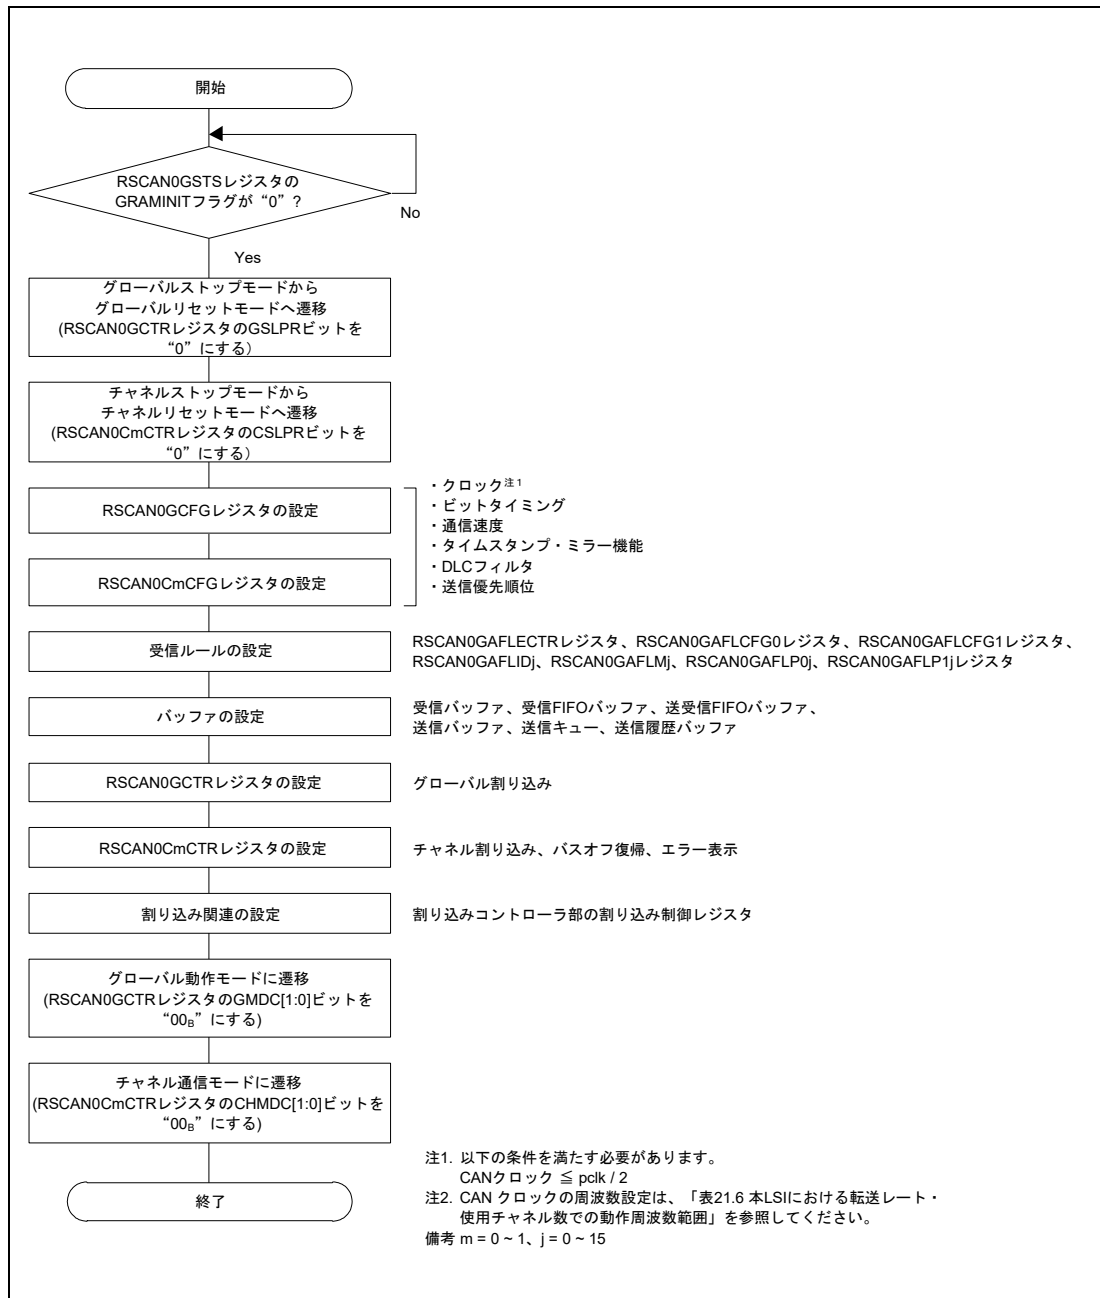 開始
RSCAN0GSTSレジスタの
GRAMINITフラグが“0”?
No
Yes
グローバルストップモードから
グローバルリセットモードへ遷移
(RSCAN0GCTRレジスタのGSLPRビットを
“0”にする)
チャネルストップモードから
チャネルリセットモードへ遷移
(RSCAN0CmCTRレジスタのCSLPRビットを
“0”にする)
RSCAN0GCFGレジスタの設定
RSCAN0CmCFGレジスタの設定
・クロック注1
・ビットタイミング
・通信速度
・タイムスタンプ・ミラー機能
・DLCフィルタ
・送信優先順位
受信ルールの設定
RSCAN0GAFLECTRレジスタ、RSCAN0GAFLCFG0レジスタ、RSCAN0GAFLCFG1レジスタ、
RSCAN0GAFLIDj、RSCAN0GAFLMj、RSCAN0GAFLP0j、RSCAN0GAFLP1jレジスタ
バッファの設定
受信バッファ、受信FIFOバッファ、送受信FIFOバッファ、
送信バッファ、送信キュー、送信履歴バッファ
RSCAN0GCTRレジスタの設定
グローバル割り込み
RSCAN0CmCTRレジスタの設定
チャネル割り込み、バスオフ復帰、エラー表示
割り込み関連の設定
割り込みコントローラ部の割り込み制御レジスタ
グローバル動作モードに遷移
(RSCAN0GCTRレジスタのGMDC[1:0]ビットを
“00B”にする)
チャネル通信モードに遷移
(RSCAN0CmCTRレジスタのCHMDC[1:0]ビットを
“00B”にする)
終了
注1. 以下の条件を満たす必要があります。
CANクロック ≦ pclk / 2
注2. CAN クロックの周波数設定は、「表21.6 本LSIにおける転送レート・
使用チャネル数での動作周波数範囲」を参照してください。
備考 m = 0 ~ 1、j = 0 ~ 15